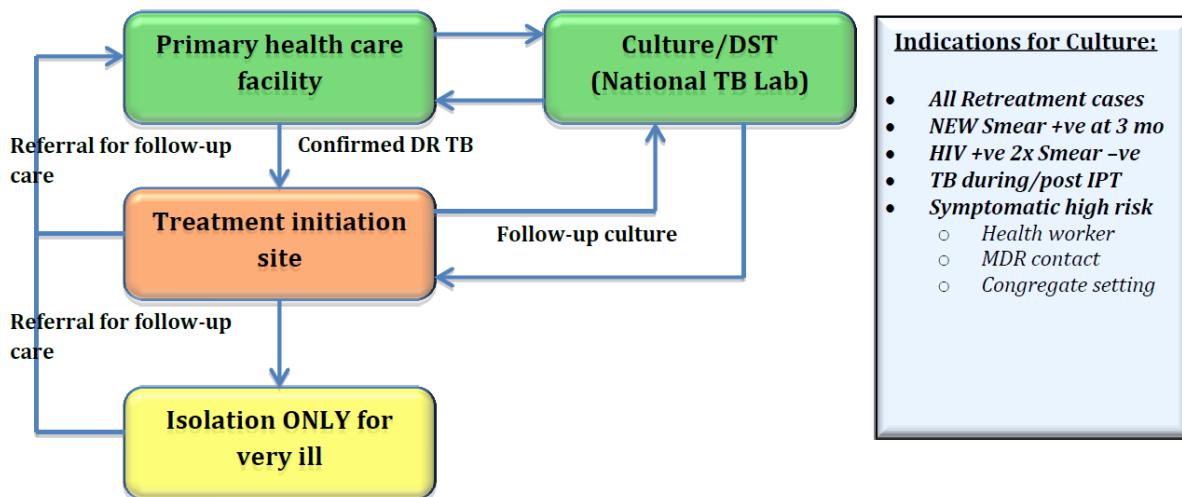 Primary health care
facility
Culture/DST
(National TB Lab)
Referral for follow-up
care
Confirmed DR TB
Treatment initiation
site
Follow-up culture
Referral for follow-up
care
Isolation ONLY for
very ill
Indications for Culture:
• All Retreatment cases
• NEW Smear +ve at 3 mo
• HIV +ve 2x Smear –ve
• TB during/post IPT
• Symptomatic high risk
o Health worker
o MDR contact
o Congregate setting